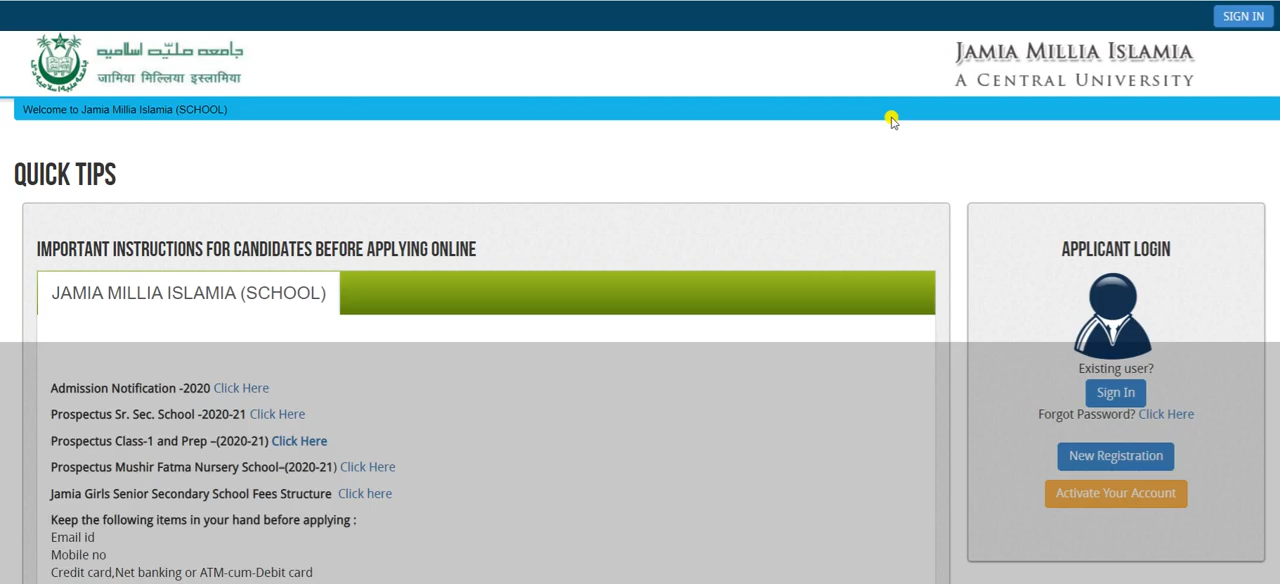 SIGN IN
جامعہ ملیہ اسلامیہ
जामिया मिल्लिया इस्लामिया
JAMIA MILLIA ISLAMIA
A CENTRAL UNIVERSITY
Welcome to Jamia Millia Islamia (SCHOOL)
QUICK TIPS
IMPORTANT INSTRUCTIONS FOR CANDIDATES BEFORE APPLYING ONLINE
JAMIA MILLIA ISLAMIA (SCHOOL)
Admission Notification -2020 Click Here
Prospectus Sr. Sec. School -2020-21 Click Here
Prospectus Class-1 and Prep –(2020-21) Click Here
Prospectus Mushir Fatma Nursery School–(2020-21) Click Here
Jamia Girls Senior Secondary School Fees Structure Click here
Keep the following items in your hand before applying :
Email id
Mobile no
Credit card,Net banking or ATM-cum-Debit card
APPLICANT LOGIN
Existing user?
Sign In
Forgot Password? Click Here
New Registration
Activate Your Account